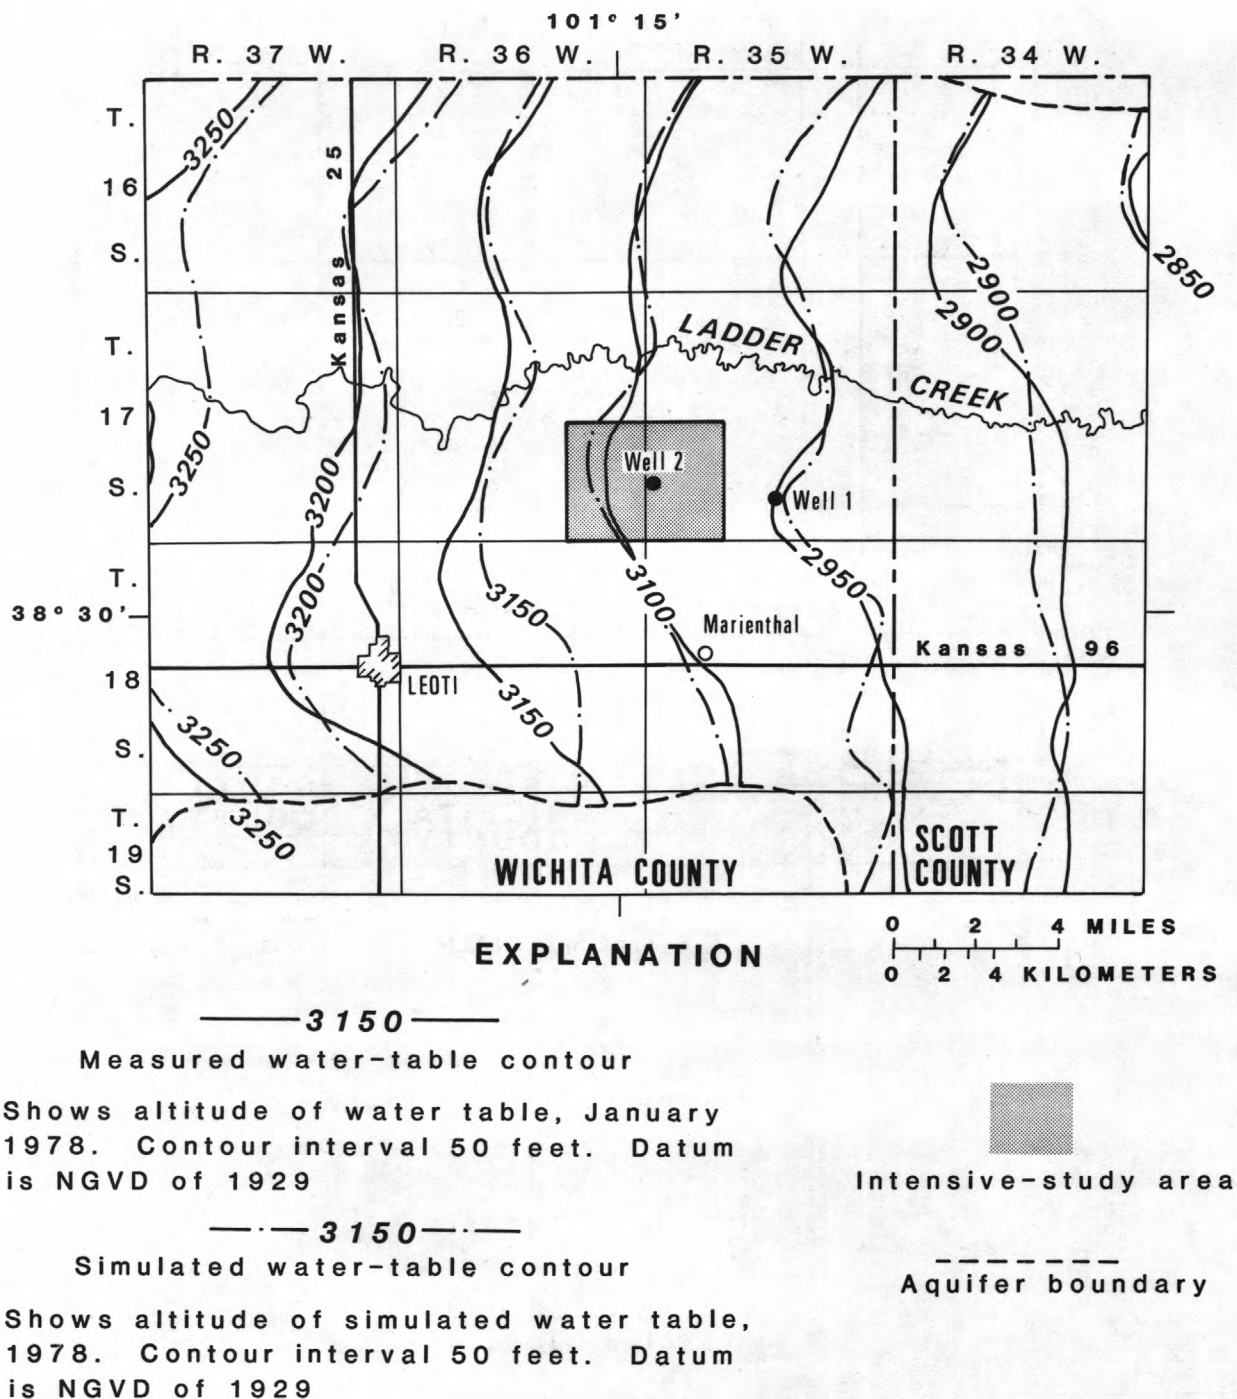 101° 15'
R. 37 W. R. 36 W. R. 35 W. R. 34 W.
T.
16
S.
T.
17
S.
38° 30'
T.
18
S.
T.
19
S.
3250
Kansas 25
2900
2900
2850
LADDER
CREEK
3250
3200
Well 2
Well 1
3200
3150
3100
2950
Marienthal
Kansas 96
LEOTI
3150
3250
3250
WICHITA COUNTY
SCOTT
COUNTY
0 2 4 MILES
0 2 4 KILOMETERS
EXPLANATION
3150
Measured water-table contour
Shows altitude of water table, January
1978. Contour interval 50 feet. Datum
is NGVD of 1929
3150
Simulated water-table contour
Shows altitude of simulated water table,
1978. Contour interval 50 feet. Datum
is NGVD of 1929
Intensive-study area
Aquifer boundary